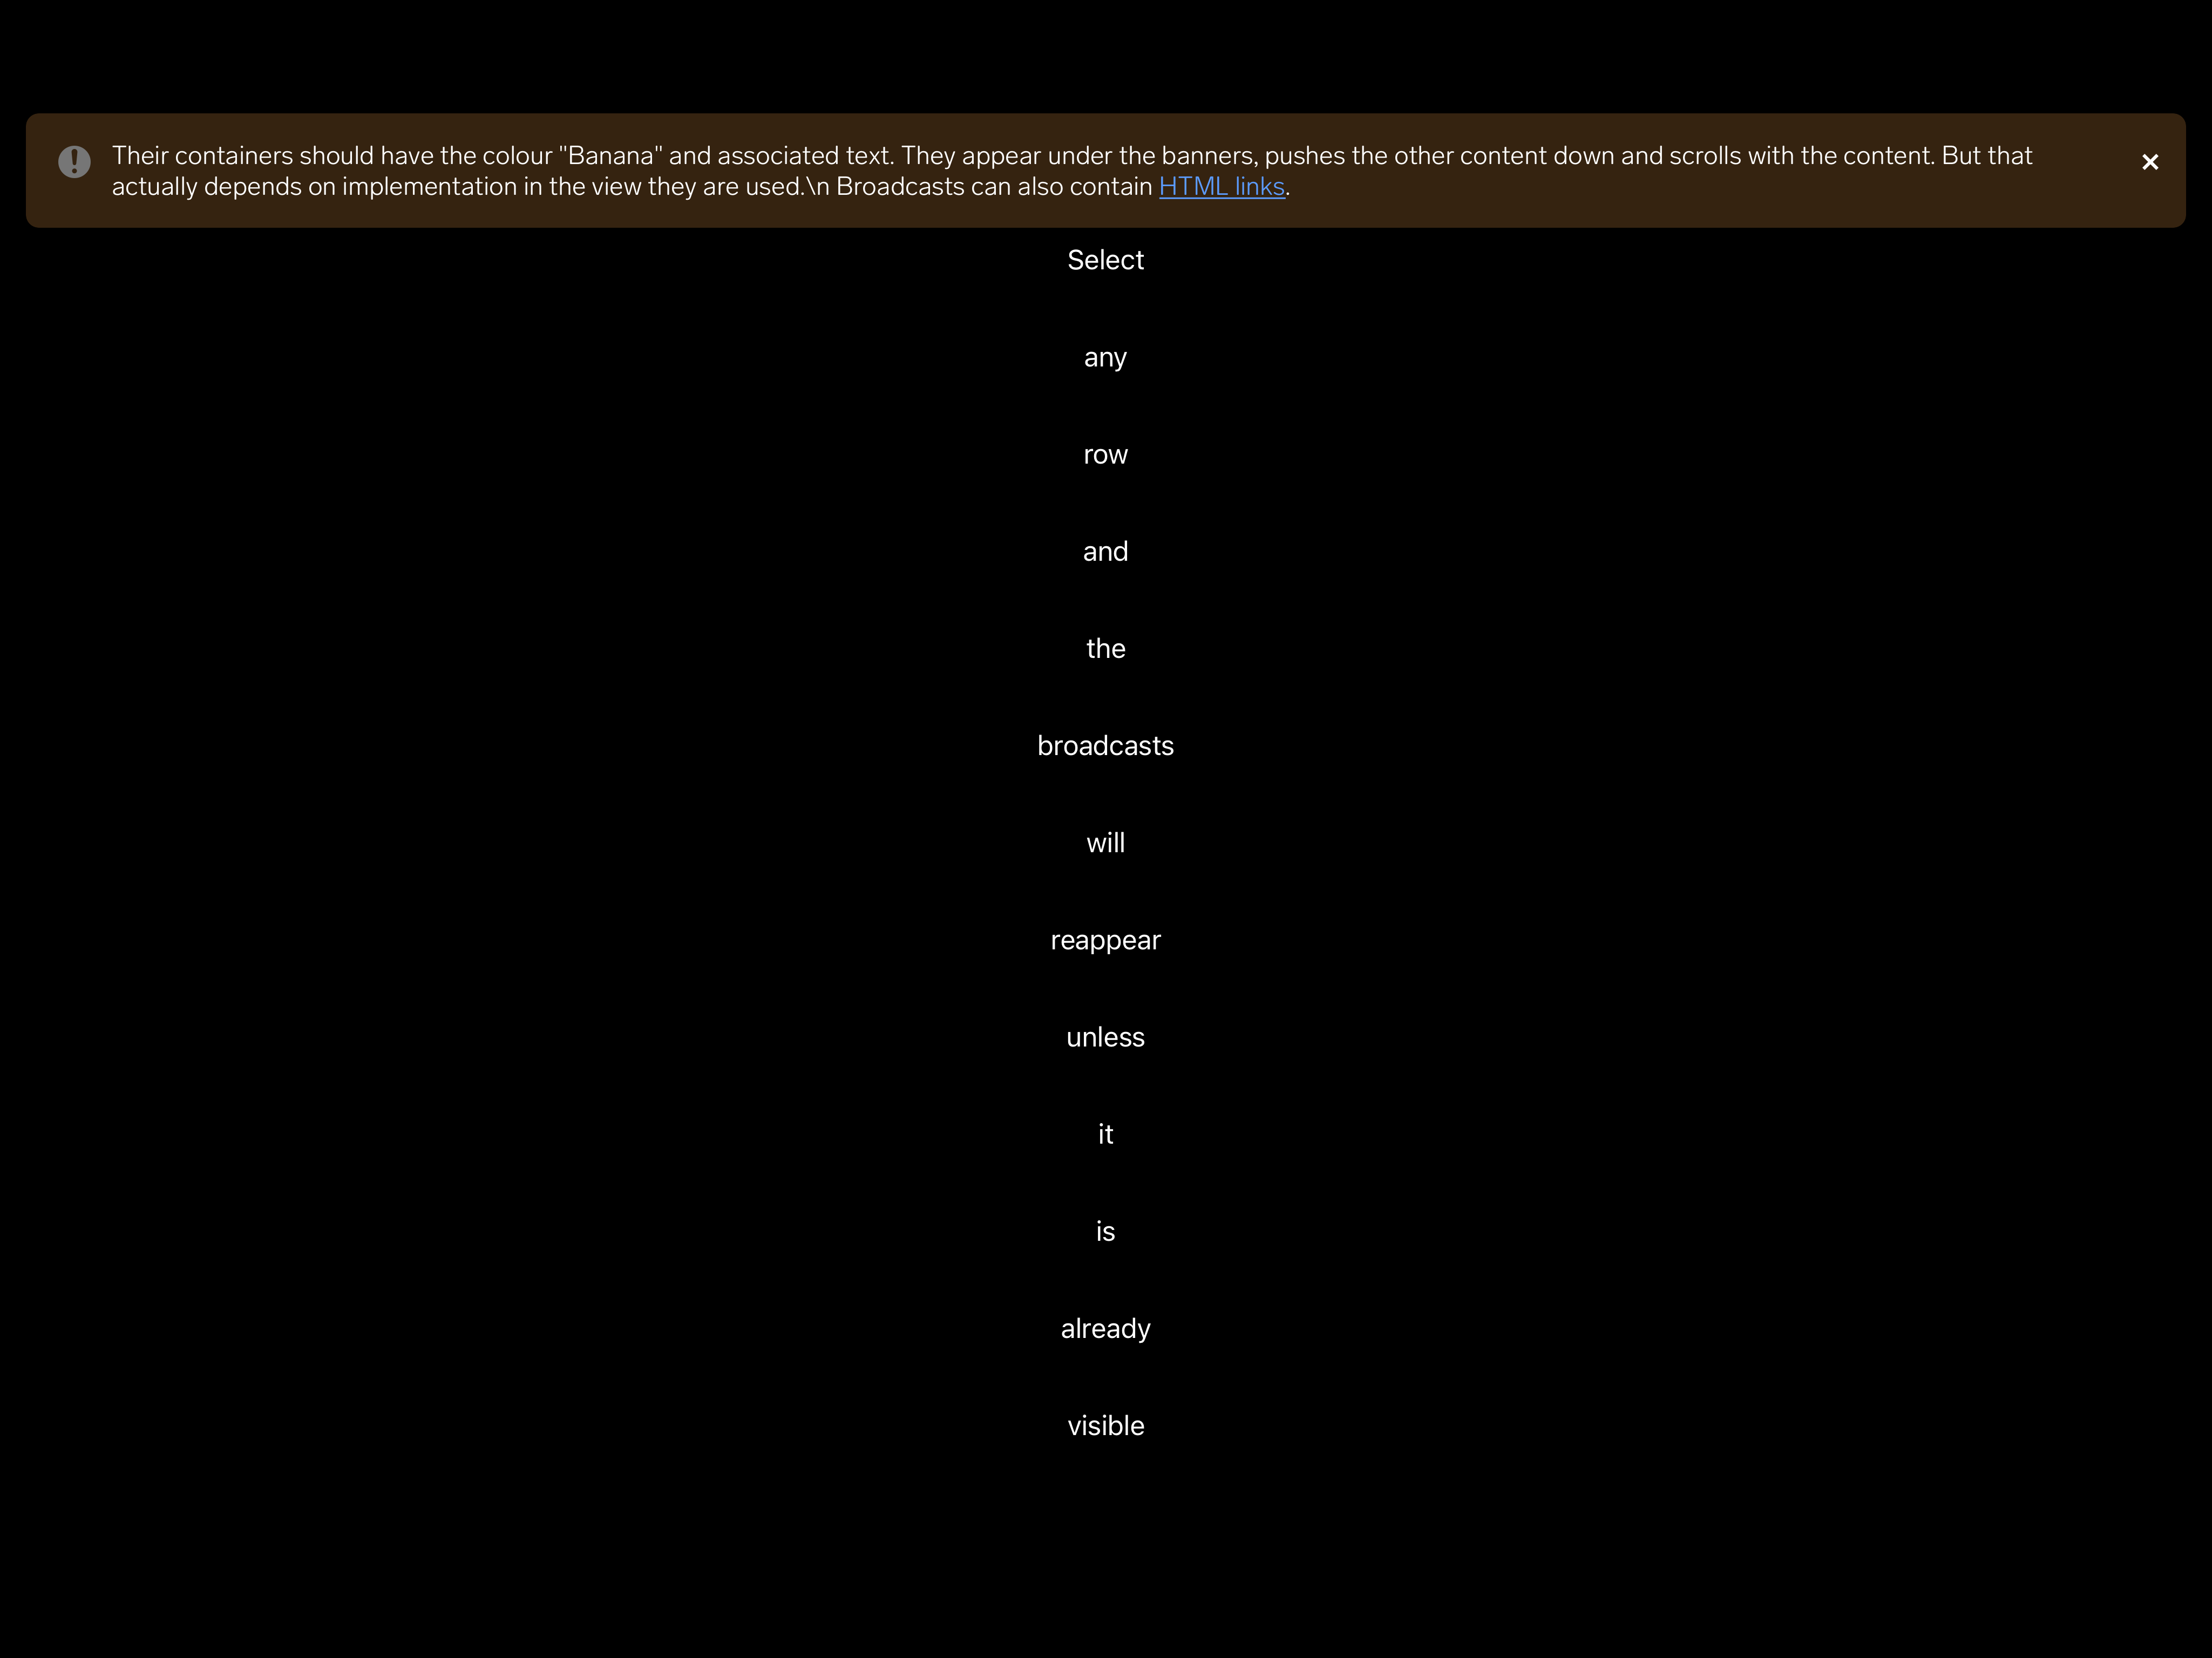 Their containers should have the colour "Banana" and associated text. They appear under the banners, pushes the other content down and scrolls with the content. But that
actually depends on implementation in the view they are used.\n Broadcasts can also contain HTML links.
Select
any
row
and
the
broadcasts
will
reappear
unless
it
is
already
visible